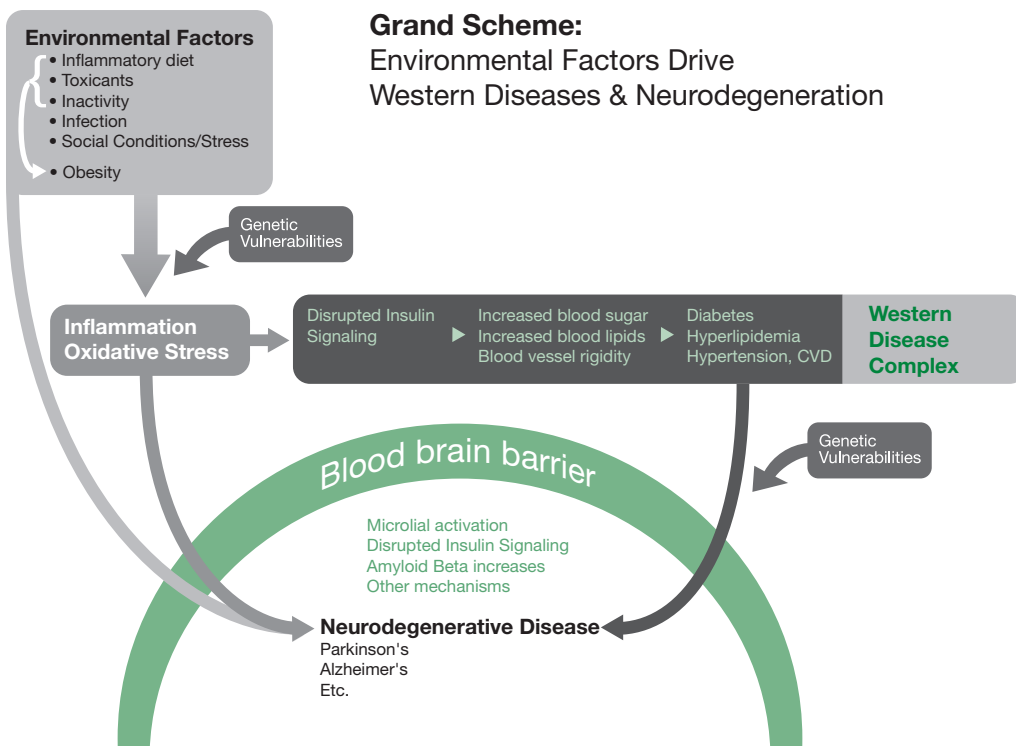 Grand Scheme:
Environmental Factors Drive
Western Diseases & Neurodegeneration
Environmental Factors
• Inflammatory diet
• Toxicants
• Inactivity
• Infection
• Social Conditions/Stress
• Obesity
Genetic
Vulnerabilities
Inflammation
Oxidative Stress
Disrupted Insulin
Signaling
Increased blood sugar
Increased blood lipids
Blood vessel rigidity
Diabetes
Hyperlipidemia
Hypertension, CVD
Western
Disease
Complex
Genetic
Vulnerabilities
Blood brain barrier
Microlial activation
Disrupted Insulin Signaling
Amyloid Beta increases
Other mechanisms
Neurodegenerative Disease
Parkinson's
Alzheimer's
Etc.